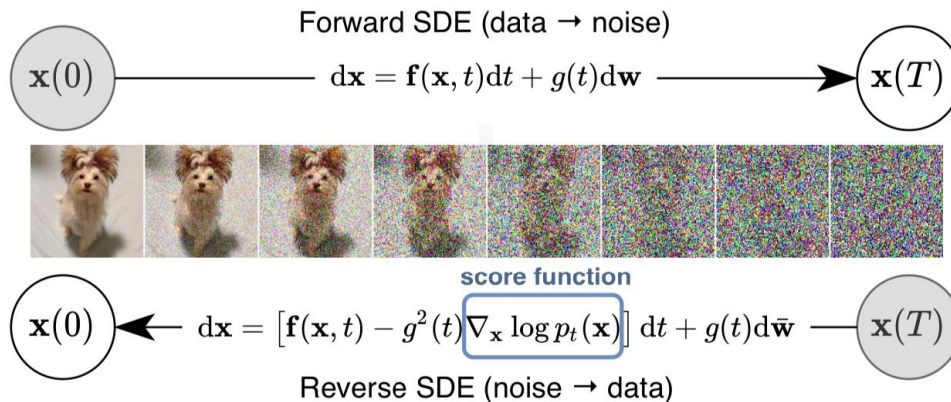 Forward SDE (data → noise)
x(0) dx = f(x, t)dt + g(t)dw x(T)
score function
x(0) dx = [f(x, t) − g²(t)∇ₓ log pₜ(x)] dt + g(t)dw̄ x(T)
Reverse SDE (noise → data)